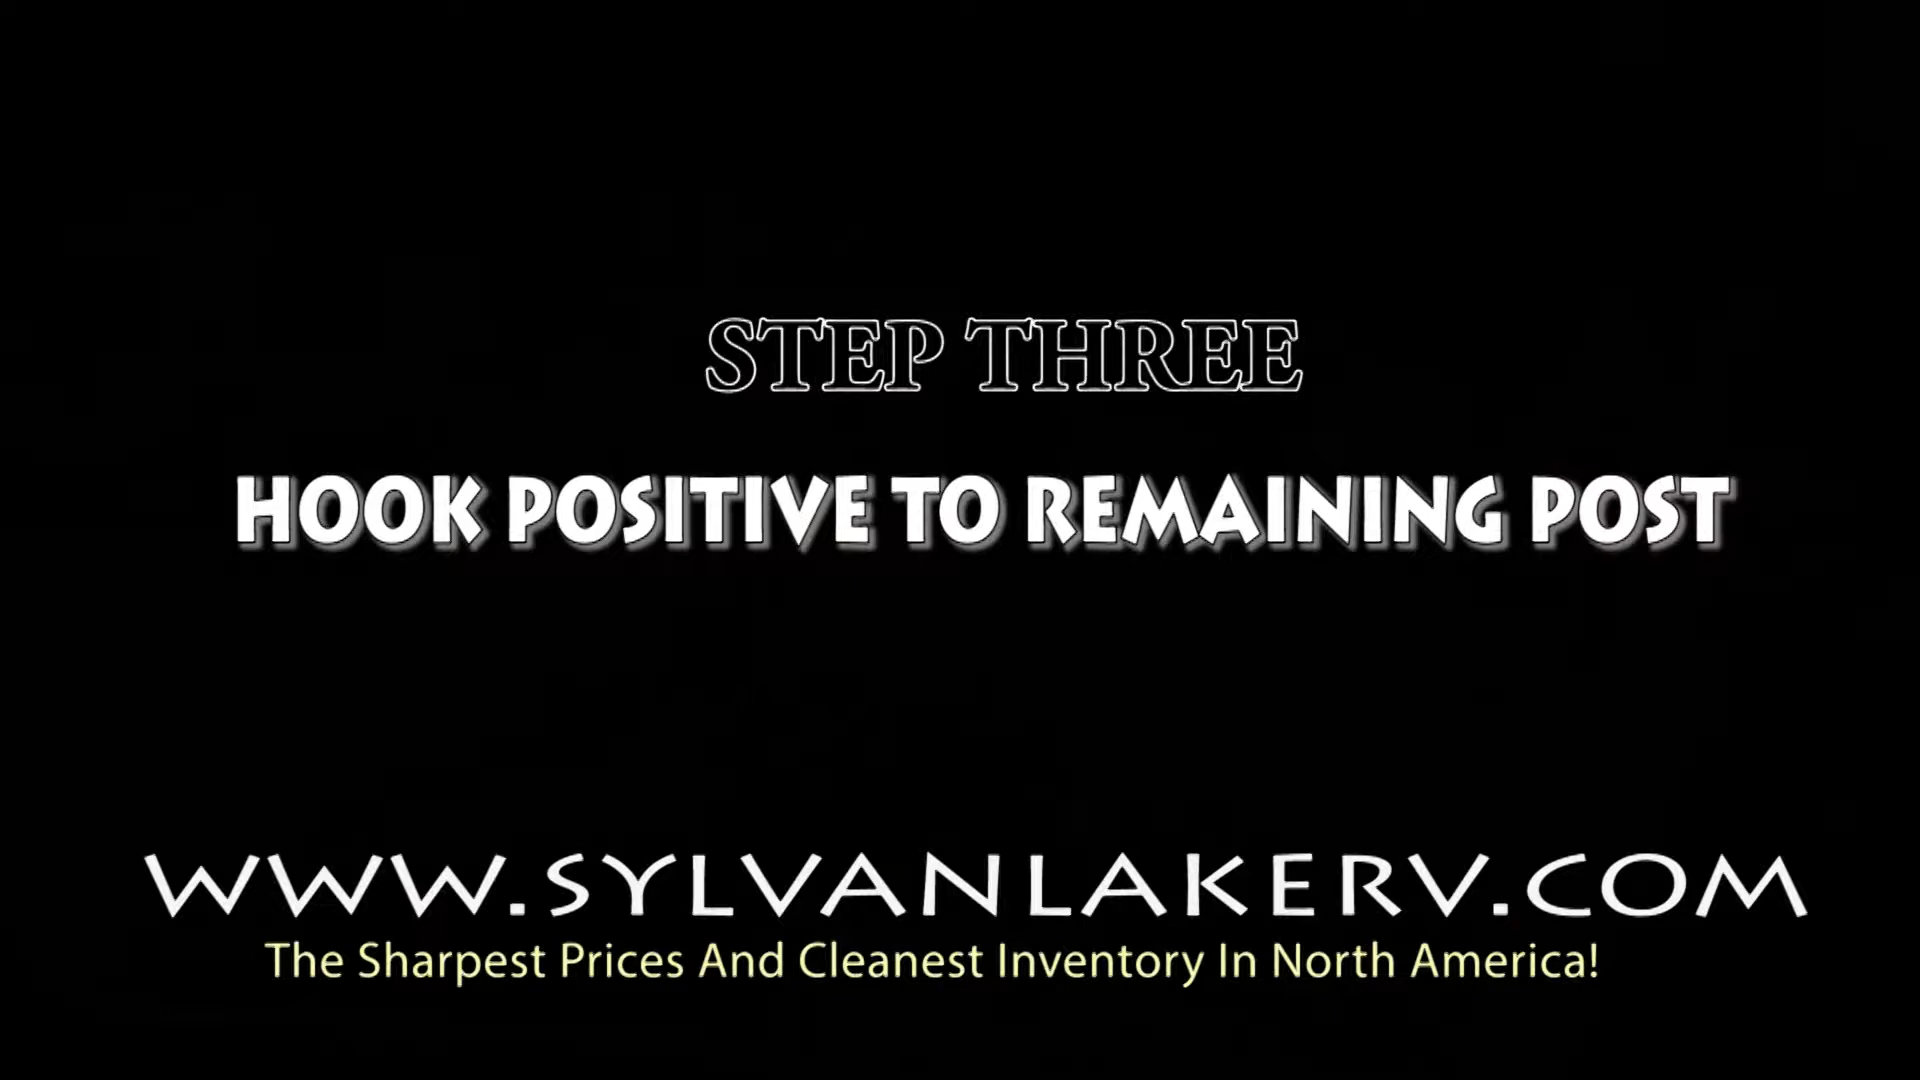 STEP THREE
HOOK POSITIVE TO REMAINING POST
WWW.SYLVANLAKERV.COM
The Sharpest Prices And Cleanest Inventory In North America!